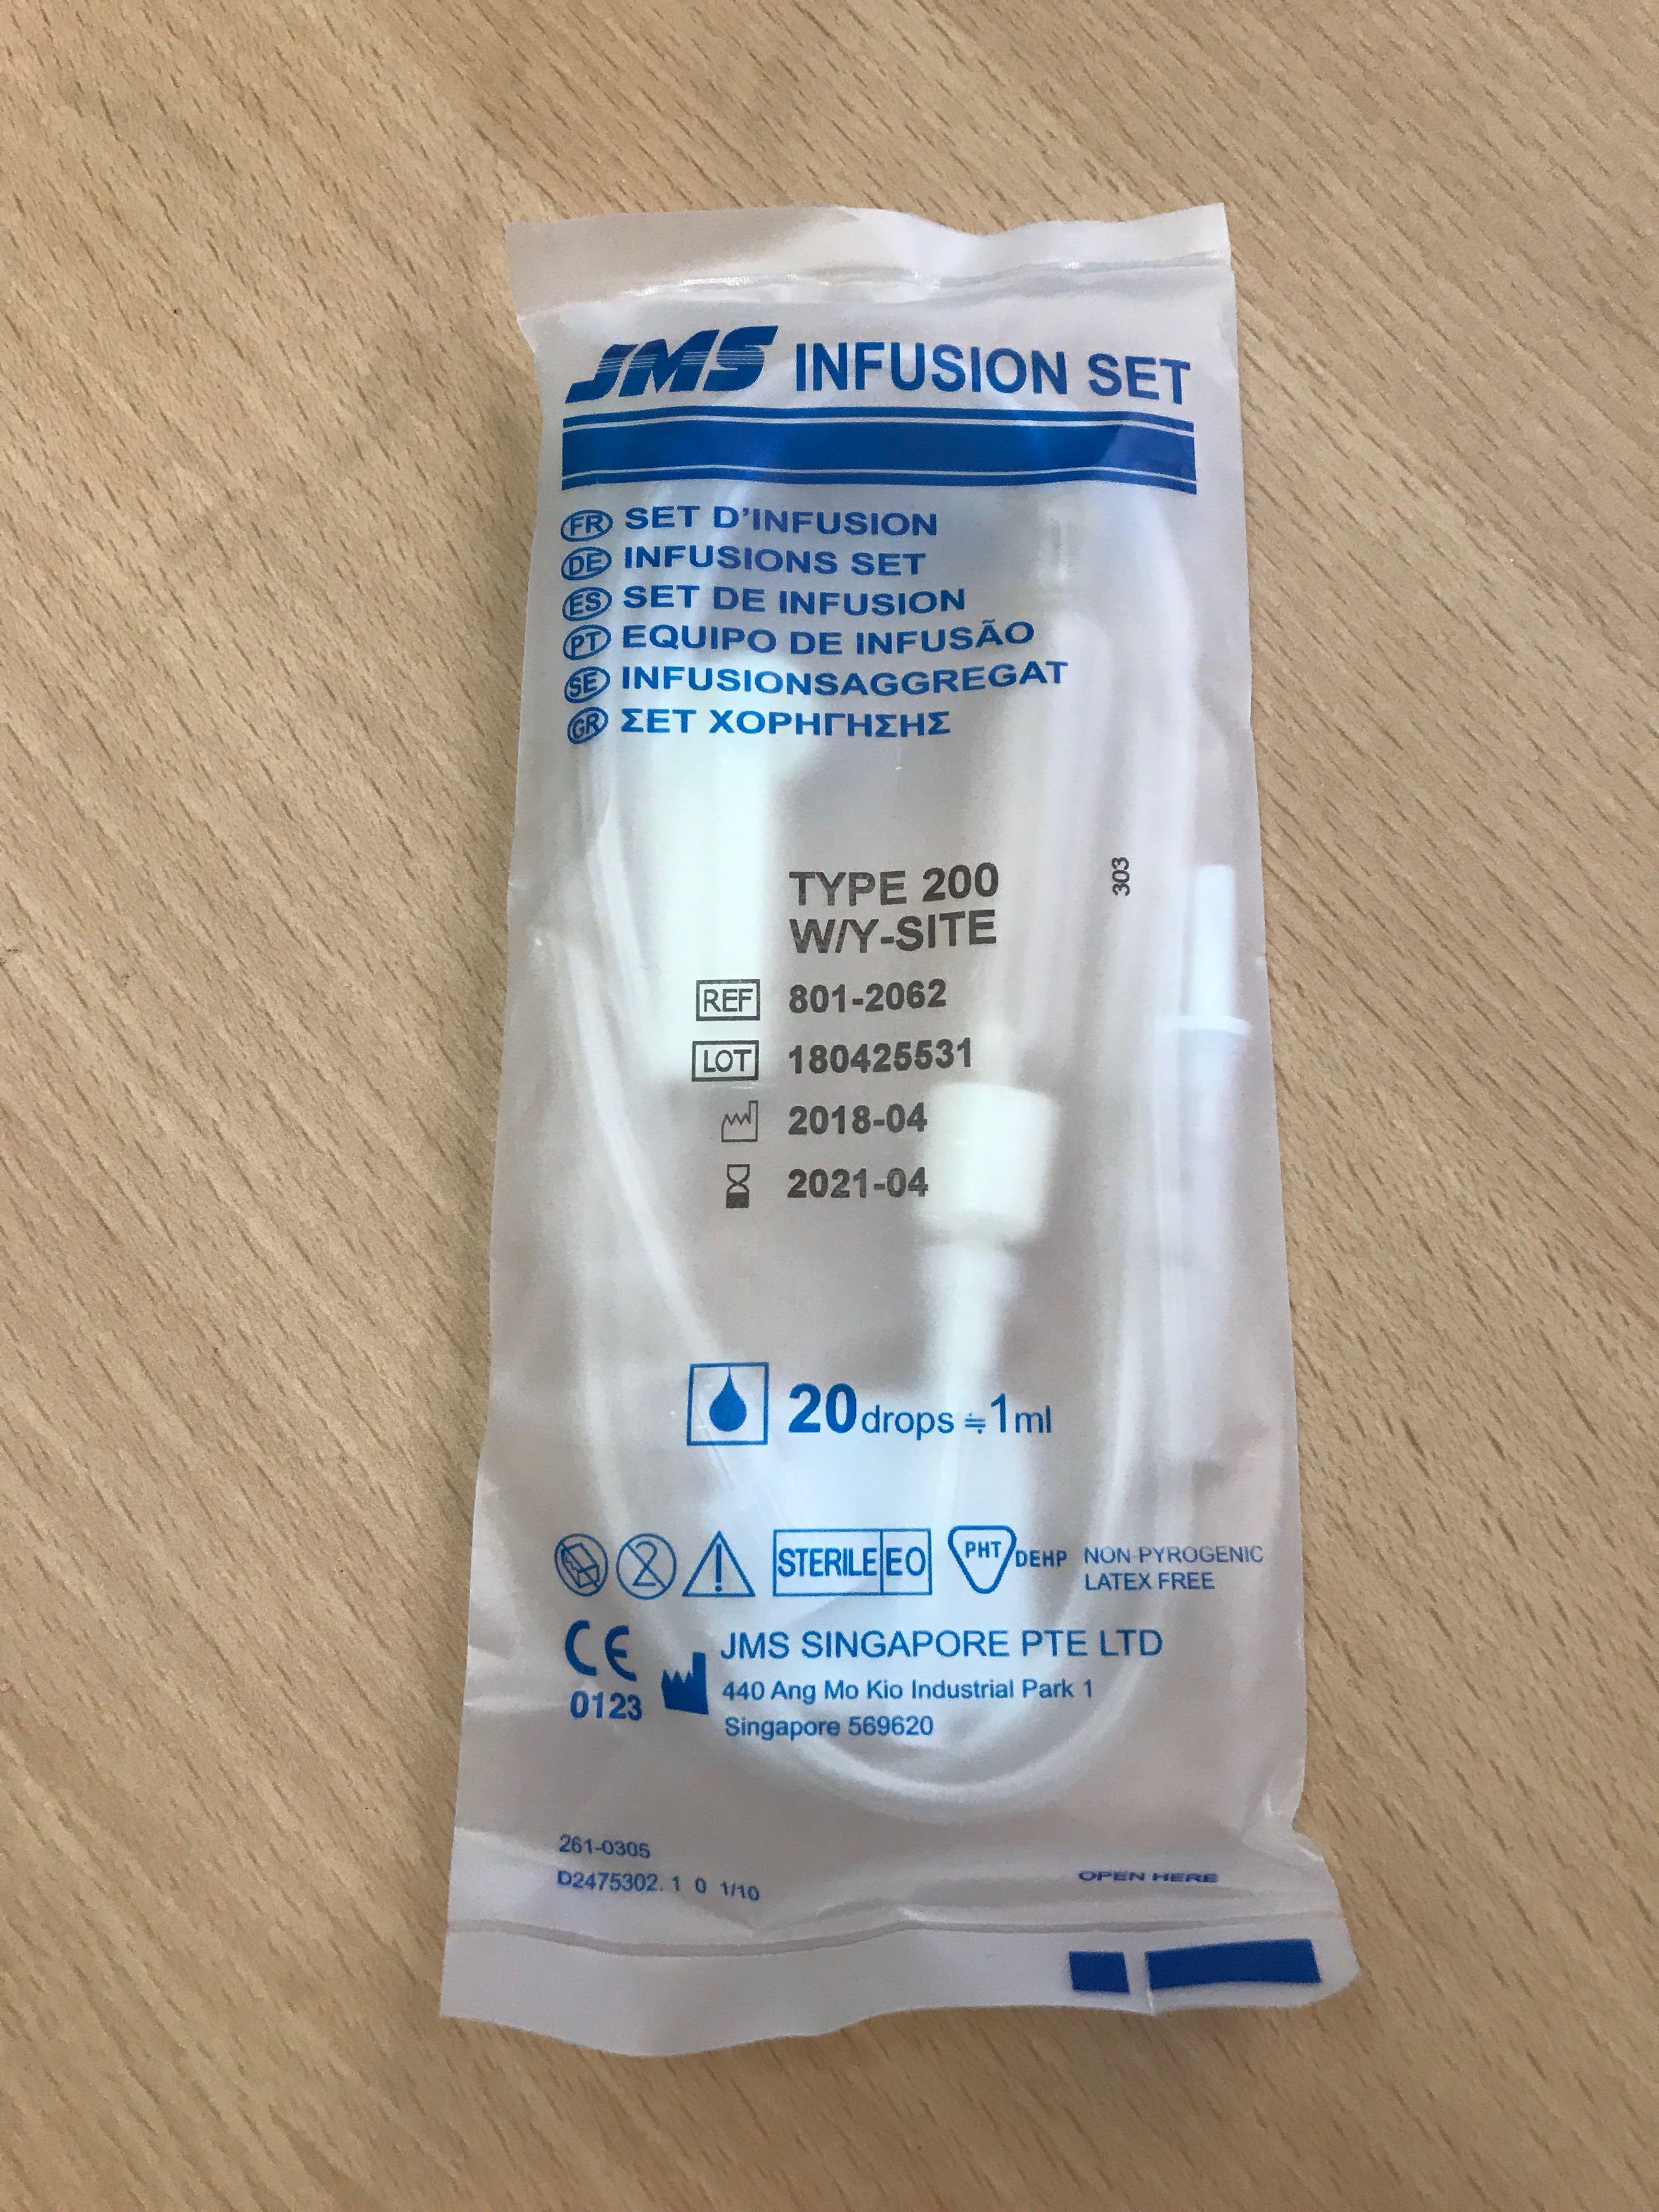 JMS INFUSION SET
FR SET D'INFUSION
DE INFUSIONS SET
ES SET DE INFUSION
PT EQUIPO DE INFUSÃO
SE INFUSIONSAGGREGAT
GR ΣΕΤ ΧΟΡΗΓΗΣΗΣ
TYPE 200
W/Y-SITE
303
REF 801-2062
LOT 180425531
2018-04
2021-04
20 drops ≒ 1ml
2 STERILE EO PHT DEHP NON-PYROGENIC
LATEX FREE
CE 0123
JMS SINGAPORE PTE LTD
440 Ang Mo Kio Industrial Park 1
Singapore 569620
261-0305
D2475302. 1 0 1/10
OPEN HERE